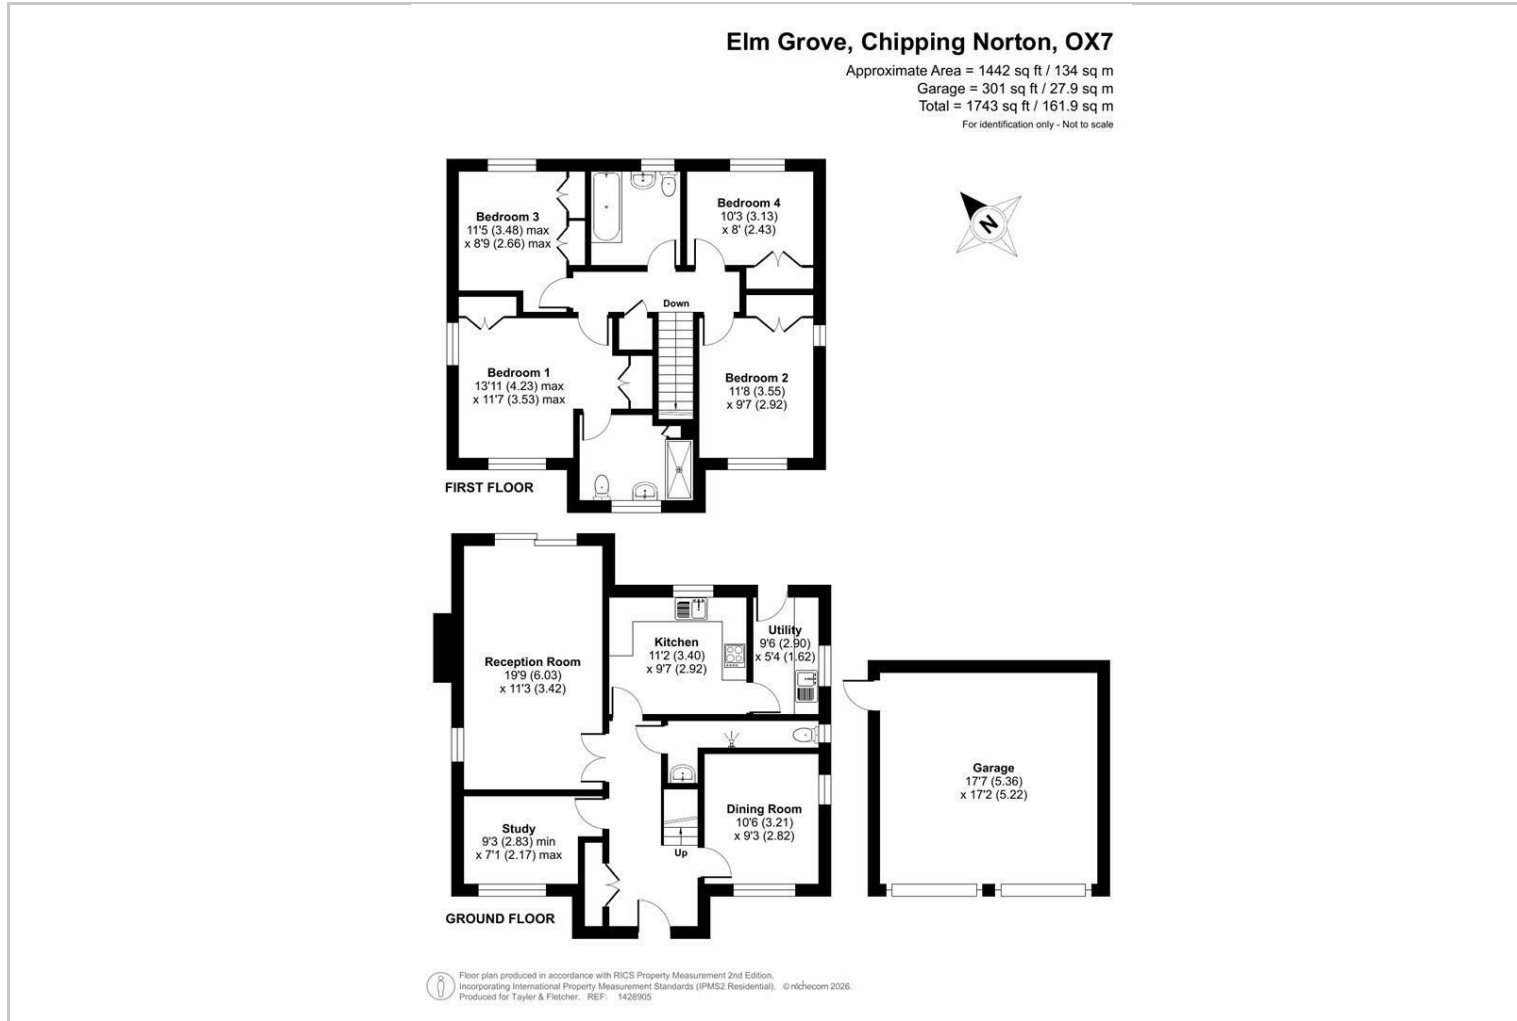 Elm Grove, Chipping Norton, OX7
Approximate Area = 1442 sq ft / 134 sq m
Garage = 301 sq ft / 27.9 sq m
Total = 1743 sq ft / 161.9 sq m
For identification only - Not to scale
N
Bedroom 3
11'5 (3.48) max
x 8'9 (2.66) max
Bedroom 4
10'3 (3.13)
x 8' (2.43)
Down
Bedroom 1
13'11 (4.23) max
x 11'7 (3.53) max
Bedroom 2
11'8 (3.55)
x 9'7 (2.92)
FIRST FLOOR
Reception Room
19'9 (6.03)
x 11'3 (3.42)
Kitchen
11'2 (3.40)
x 9'7 (2.92)
Utility
9'6 (2.90)
x 5'4 (1.62)
Study
9'3 (2.83) min
x 7'1 (2.17) max
Up
Dining Room
10'6 (3.21)
x 9'3 (2.82)
Garage
17'7 (5.36)
x 17'2 (5.22)
GROUND FLOOR
Floor plan produced in accordance with RICS Property Measurement 2nd Edition,
Incorporating International Property Measurement Standards (IPMS2 Residential). © nichecom 2026.
Produced for Tayler & Fletcher. REF: 1428905